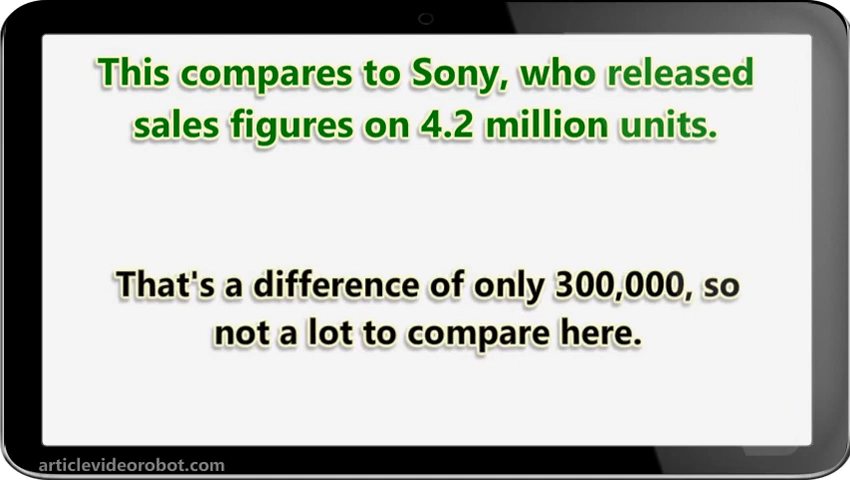 This compares to Sony, who released
sales figures on 4.2 million units.
That's a difference of only 300,000, so
not a lot to compare here.
articlevideorobot.com